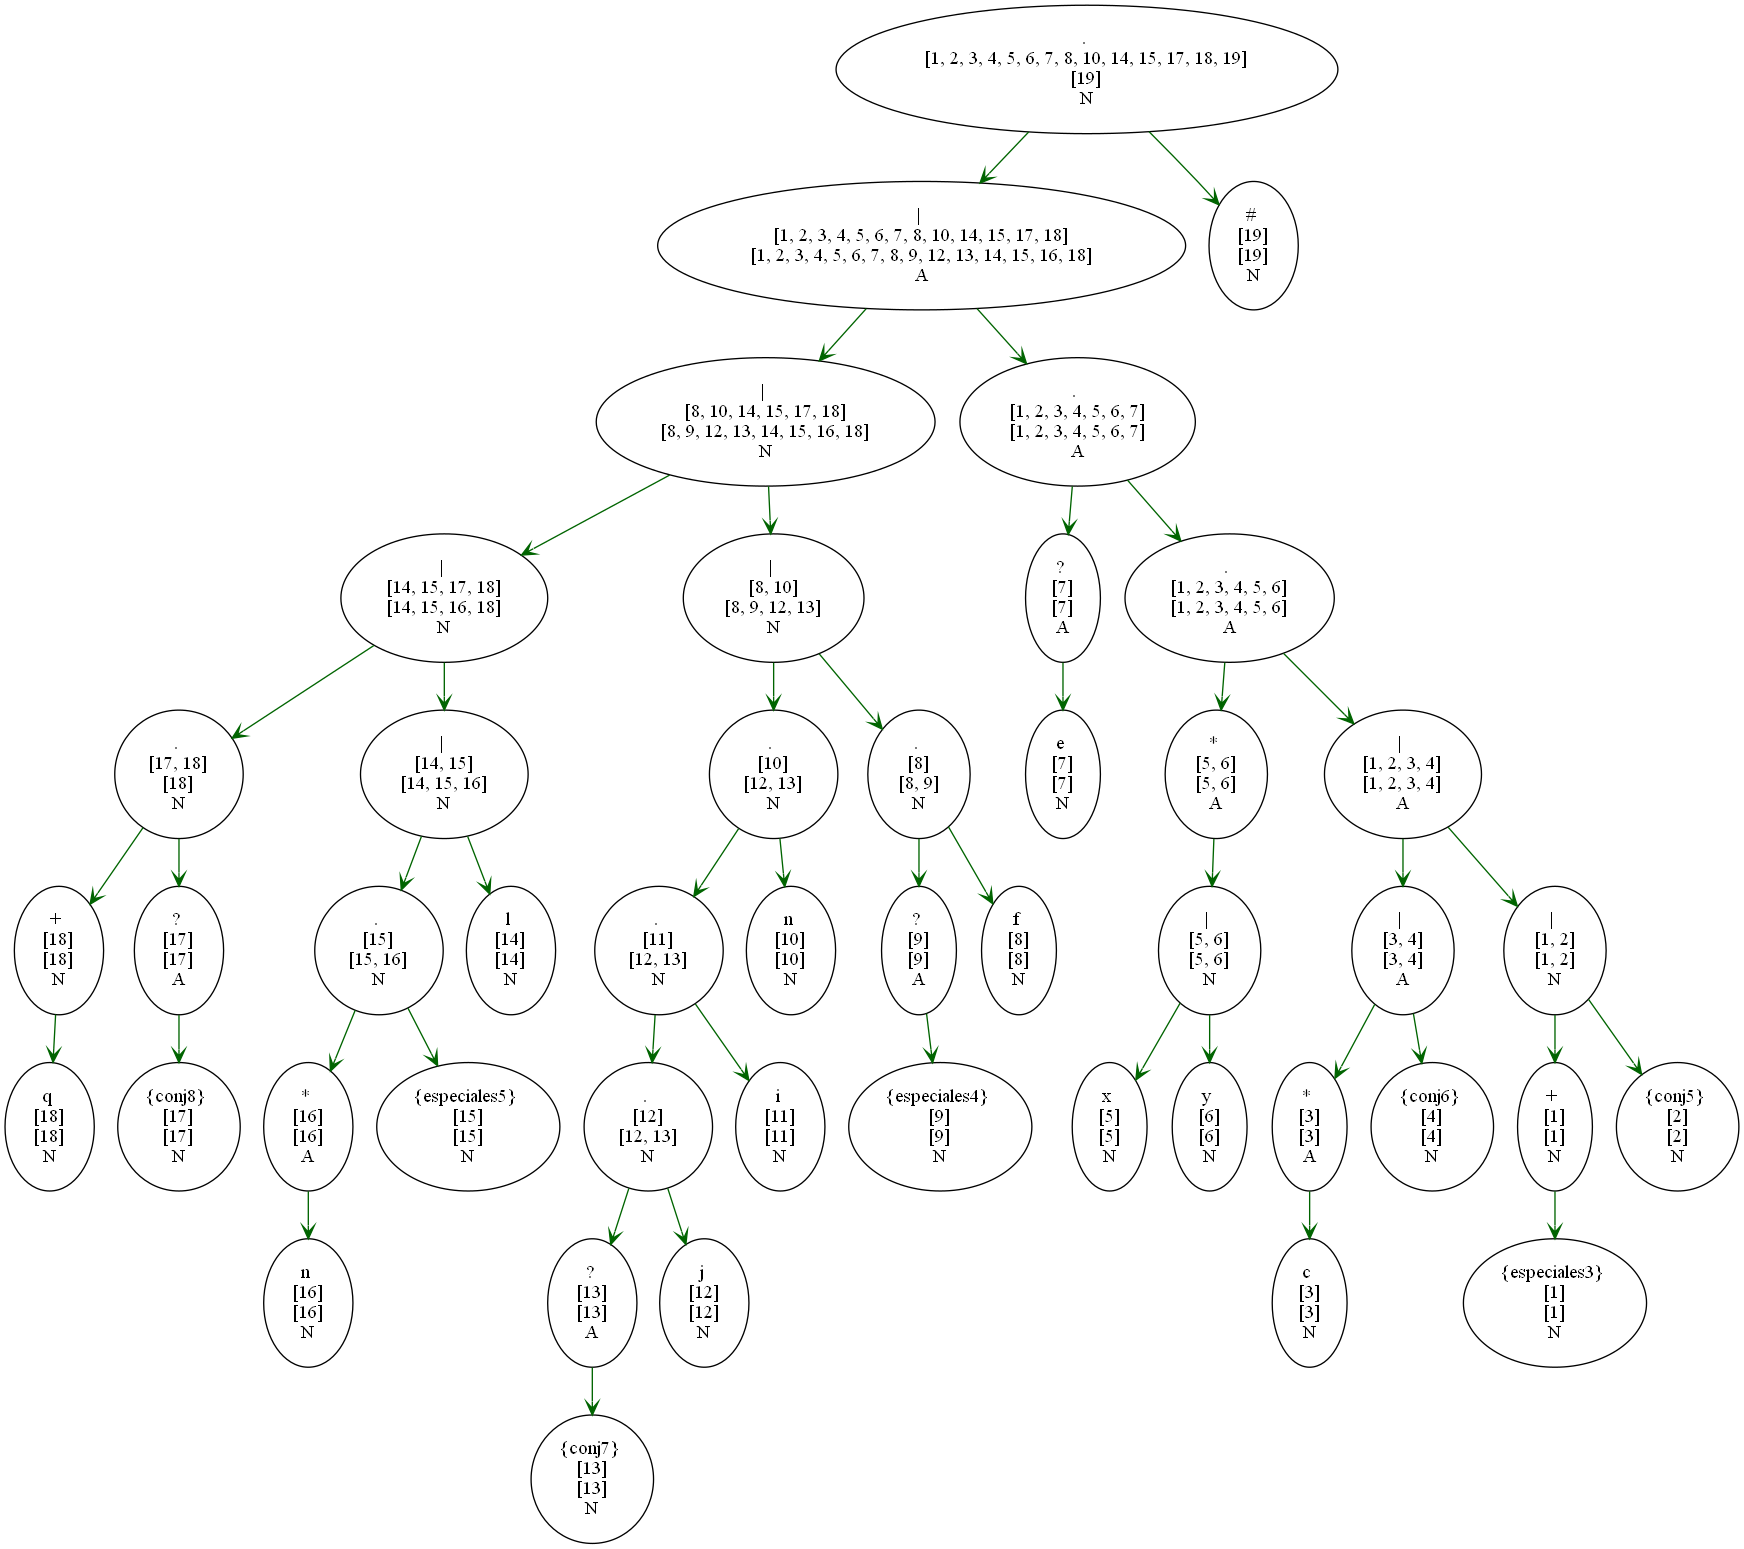 .
[1, 2, 3, 4, 5, 6, 7, 8, 10, 14, 15, 17, 18, 19]
[19]
N
|
[1, 2, 3, 4, 5, 6, 7, 8, 10, 14, 15, 17, 18]
[1, 2, 3, 4, 5, 6, 7, 8, 9, 12, 13, 14, 15, 16, 18]
A
#
[19]
[19]
N
|
[8, 10, 14, 15, 17, 18]
[8, 9, 12, 13, 14, 15, 16, 18]
N
.
[1, 2, 3, 4, 5, 6, 7]
[1, 2, 3, 4, 5, 6, 7]
A
|
[14, 15, 17, 18]
[14, 15, 16, 18]
N
|
[8, 10]
[8, 9, 12, 13]
N
?
[7]
[7]
A
.
[1, 2, 3, 4, 5, 6]
[1, 2, 3, 4, 5, 6]
A
.
[17, 18]
[18]
N
|
[14, 15]
[14, 15, 16]
N
.
[10]
[12, 13]
N
.
[8]
[8, 9]
N
e
[7]
[7]
N
*
[5, 6]
[5, 6]
A
|
[1, 2, 3, 4]
[1, 2, 3, 4]
A
+
[18]
[18]
N
?
[17]
[17]
A
.
[15]
[15, 16]
N
l
[14]
[14]
N
.
[11]
[12, 13]
N
n
[10]
[10]
N
?
[9]
[9]
A
f
[8]
[8]
N
|
[5, 6]
[5, 6]
N
|
[3, 4]
[3, 4]
A
|
[1, 2]
[1, 2]
N
q
[18]
[18]
N
{conj8}
[17]
[17]
N
*
[16]
[16]
A
{especiales5}
[15]
[15]
N
.
[12]
[12, 13]
N
i
[11]
[11]
N
{especiales4}
[9]
[9]
N
x
[5]
[5]
N
y
[6]
[6]
N
*
[3]
[3]
A
{conj6}
[4]
[4]
N
+
[1]
[1]
N
{conj5}
[2]
[2]
N
n
[16]
[16]
N
?
[13]
[13]
A
j
[12]
[12]
N
c
[3]
[3]
N
{especiales3}
[1]
[1]
N
{conj7}
[13]
[13]
N